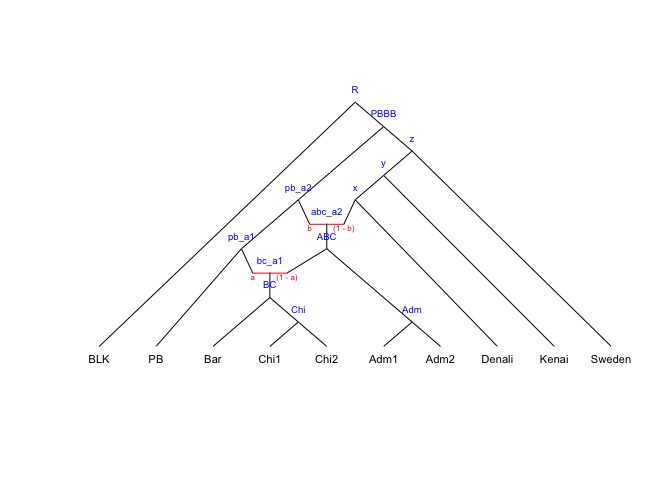 R
PBBB
z
y
pb_a2
x
abc_a2
b
(1 - b)
pb_a1
ABC
bc_a1
a
(1 - a)
BC
Chi
Adm
BLK
PB
Bar
Chi1
Chi2
Adm1
Adm2
Denali
Kenai
Sweden